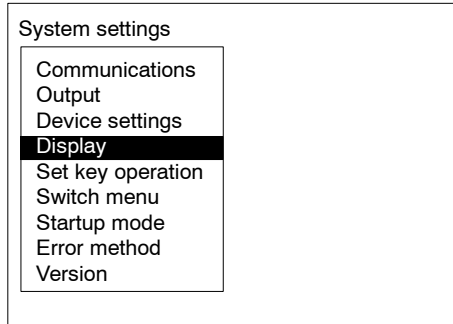 System settings
Communications
Output
Device settings
Display
Set key operation
Switch menu
Startup mode
Error method
Version